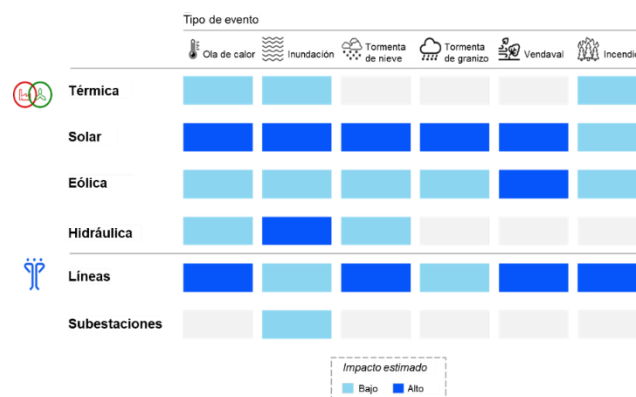 Tipo de evento
Ola de calor
Inundación
Tormenta
de nieve
Tormenta
de granizo
Vendaval
Incendio
Térmica
Solar
Eólica
Hidráulica
Líneas
Subestaciones
Impacto estimado
Bajo
Alto